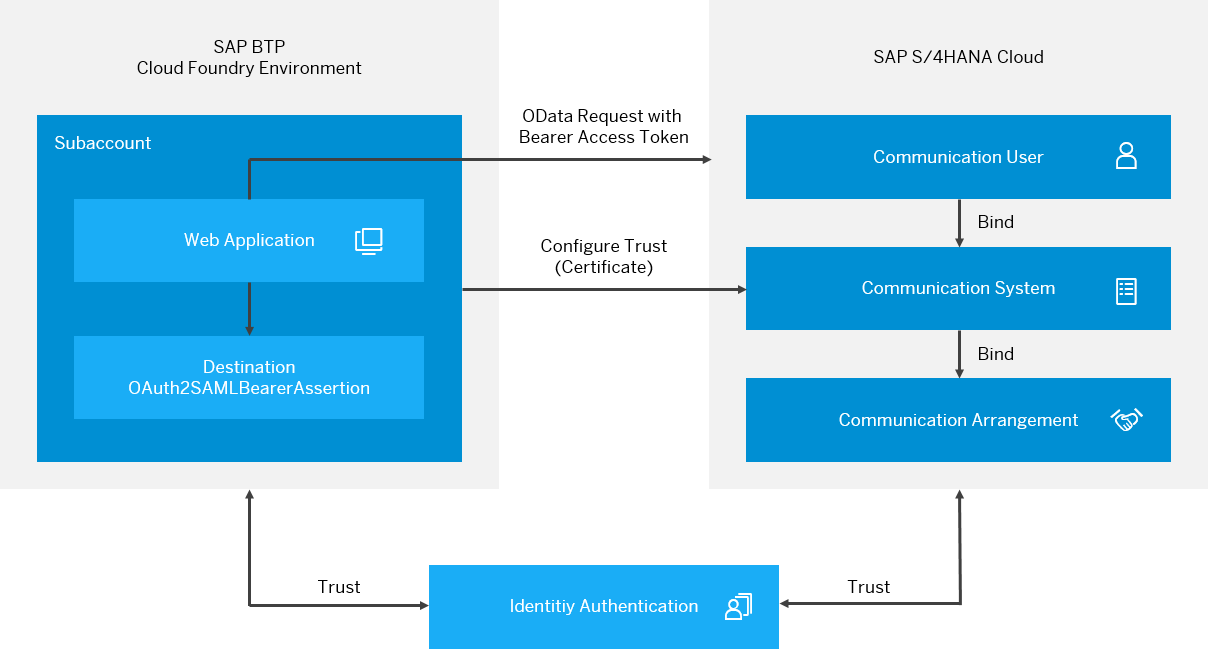 SAP BTP
Cloud Foundry Environment
SAP S/4HANA Cloud
Subaccount
OData Request with
Bearer Access Token
Communication User
Web Application
Bind
Configure Trust
(Certificate)
Communication System
Bind
Destination
OAuth2SAMLBearerAssertion
Communication Arrangement
Trust
Identitiy Authentication
Trust